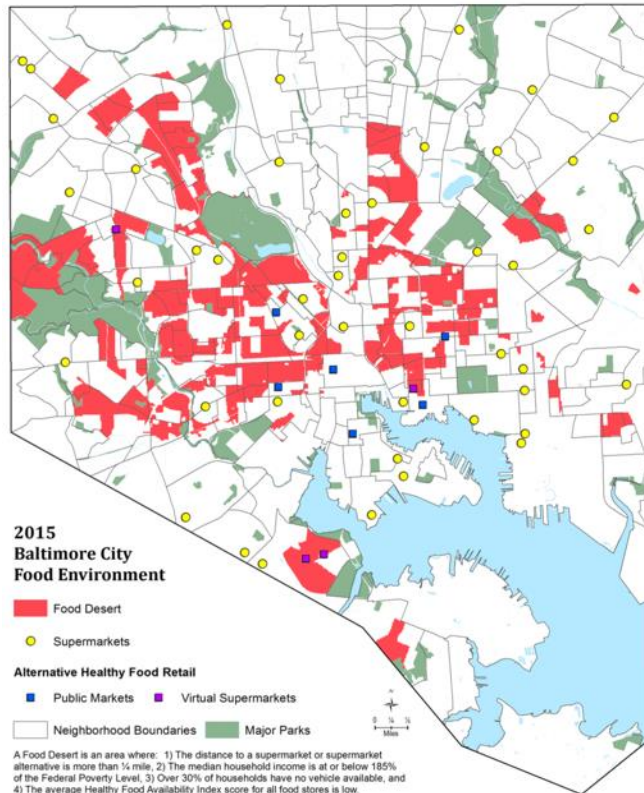 2015
Baltimore City
Food Environment
Food Desert
Supermarkets
Alternative Healthy Food Retail
Public Markets Virtual Supermarkets
Neighborhood Boundaries Major Parks
N
Miles
A Food Desert is an area where: 1) The distance to a supermarket or supermarket
alternative is more than ¼ mile, 2) The median household income is at or below 185%
of the Federal Poverty Level, 3) Over 30% of households have no vehicle available, and
4) The average Healthy Food Availability Index score for all food stores is low.